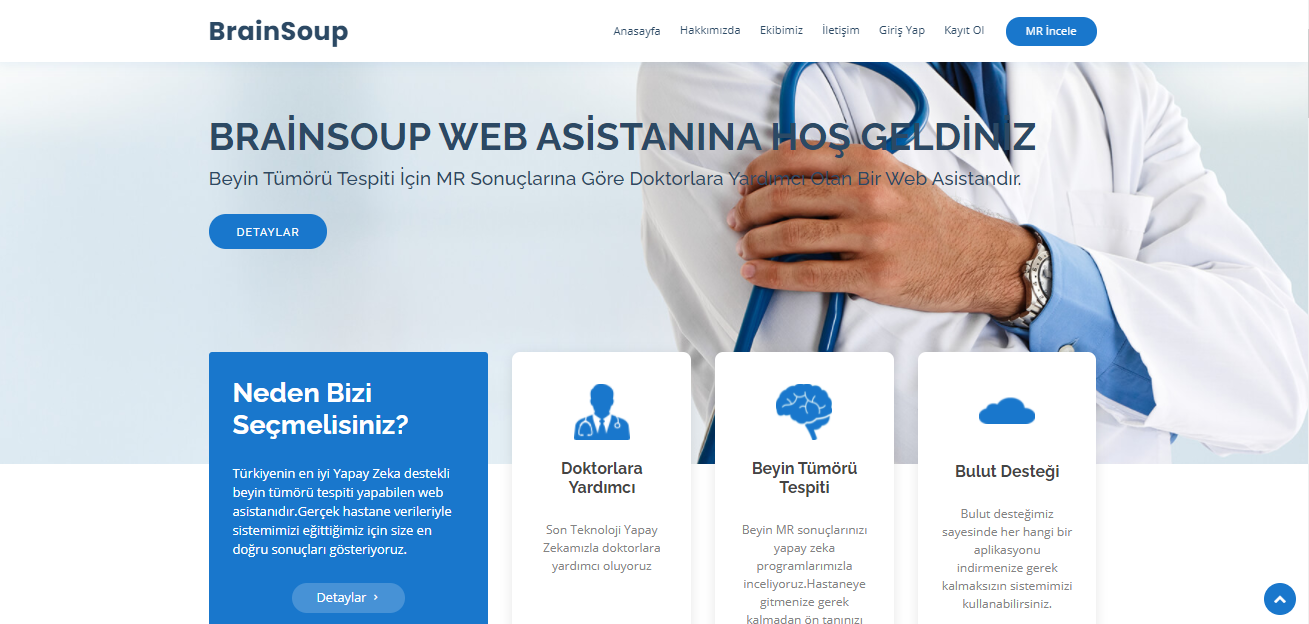 BrainSoup
Anasayfa
Hakkımızda
Ekibimiz
İletişim
Giriş Yap
Kayıt Ol
MR İncele
BRAİNSOUP WEB ASİSTANINA HOŞ GELDİNİZ
Beyin Tümörü Tespiti İçin MR Sonuçlarına Göre Doktorlara Yardımcı Olan Bir Web Asistandır.
DETAYLAR
Neden Bizi
Seçmelisiniz?
Türkiyenin en iyi Yapay Zeka destekli
beyin tümörü tespiti yapabilen web
asistanıdır.Gerçek hastane verileriyle
sistemimizi eğittiğimiz için size en
doğru sonuçları gösteriyoruz.
Detaylar
Doktorlara
Yardımcı
Son Teknoloji Yapay
Zekamızla doktorlara
yardımcı oluyoruz
Beyin Tümörü
Tespiti
Beyin MR sonuçlarınızı
yapay zeka
programlarımızla
inceliyoruz.Hastaneye
gitmenize gerek
kalmadan ön tanınızı
Bulut Desteği
Bulut desteğimiz
sayesinde her hangi bir
aplikasyonu
indirmenize gerek
kalmaksızın sistemimizi
kullanabilirsiniz.